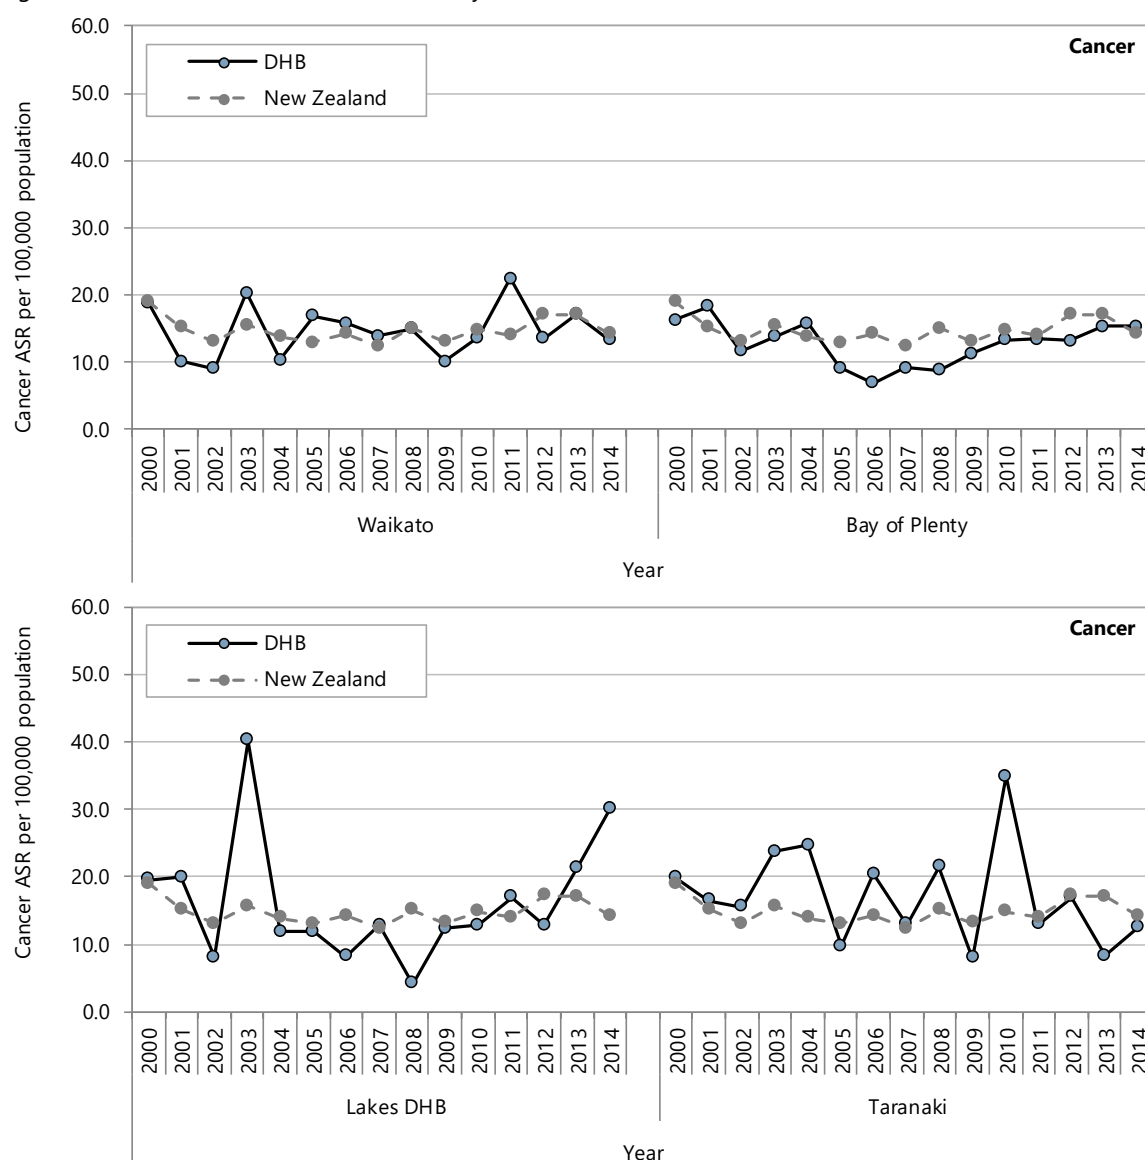 60.0
Cancer
DHB
New Zealand
50.0
40.0
30.0
20.0
10.0
0.0
Cancer ASR per 100,000 population
2000 2001 2002 2003 2004 2005 2006 2007 2008 2009 2010 2011 2012 2013 2014
2000 2001 2002 2003 2004 2005 2006 2007 2008 2009 2010 2011 2012 2013 2014
Waikato
Bay of Plenty
Year
60.0
Cancer
DHB
New Zealand
50.0
40.0
30.0
20.0
10.0
0.0
Cancer ASR per 100,000 population
2000 2001 2002 2003 2004 2005 2006 2007 2008 2009 2010 2011 2012 2013 2014
2000 2001 2002 2003 2004 2005 2006 2007 2008 2009 2010 2011 2012 2013 2014
Lakes DHB
Taranaki
Year